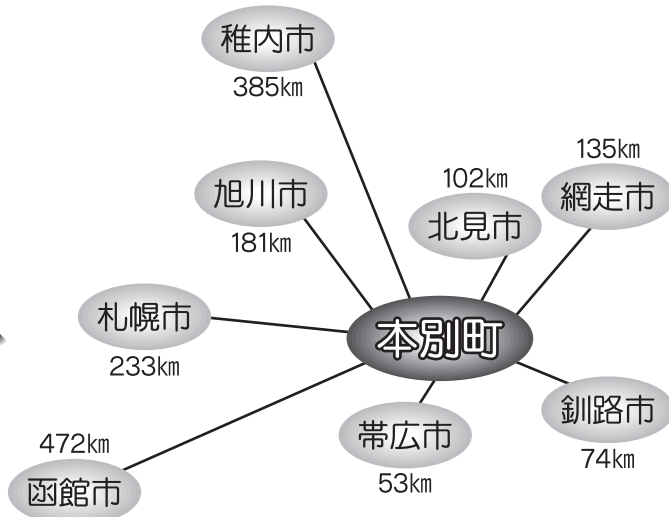 稚内市
385㎞
旭川市
181㎞
102㎞
北見市
135㎞
網走市
札幌市
233㎞
本別町
472㎞
函館市
帯広市
53㎞
釧路市
74㎞